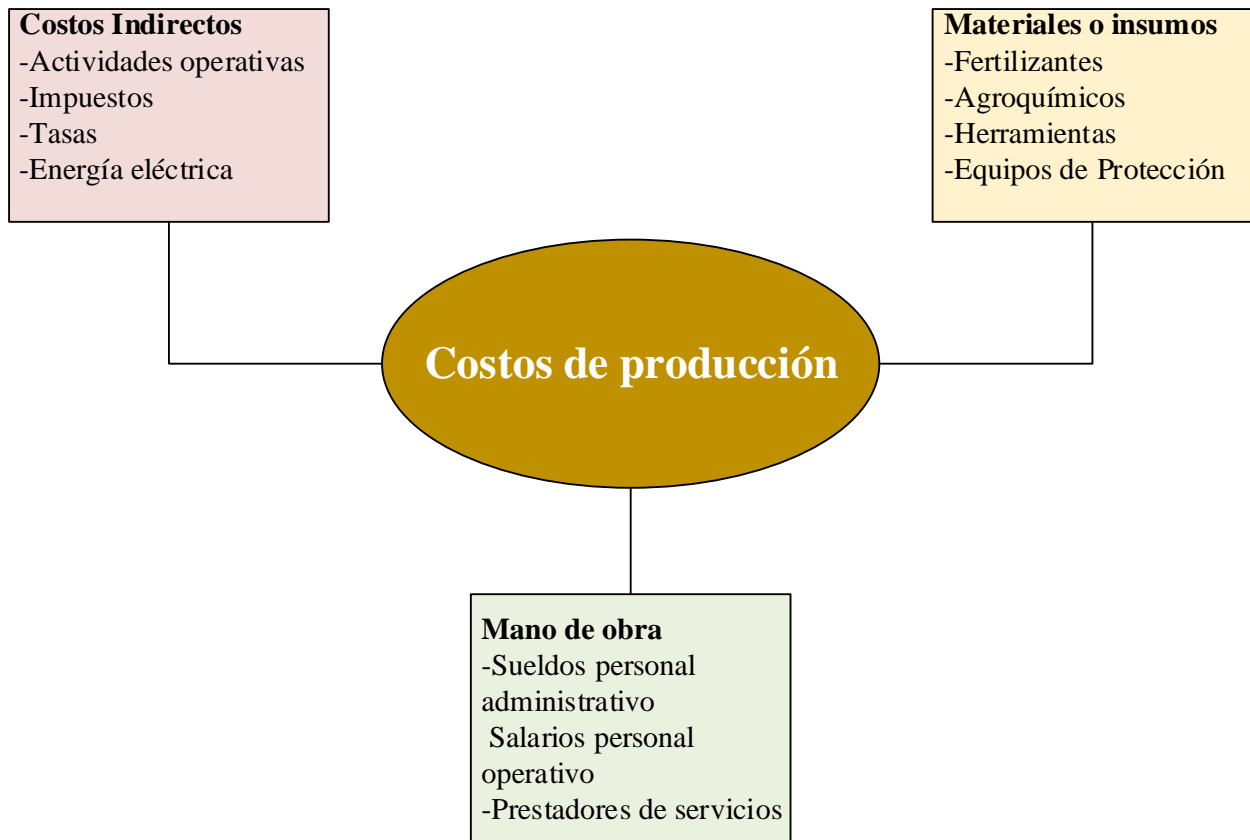 Costos Indirectos
-Actividades operativas
-Impuestos
-Tasas
-Energía eléctrica
Materiales o insumos
-Fertilizantes
-Agroquímicos
-Herramientas
-Equipos de Protección
Costos de producción
Mano de obra
-Sueldos personal
administrativo
Salarios personal
operativo
-Prestadores de servicios